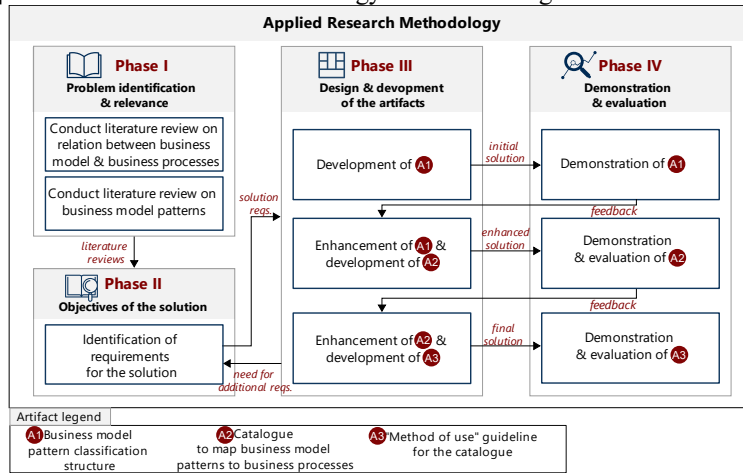 Applied Research Methodology
Phase I
Problem identification
& relevance
Conduct literature review on
relation between business
model & business processes
Conduct literature review on
business model patterns
literature
reviews
Phase II
Objectives of the solution
Identification of
requirements
for the solution
solution
reqs.
need for
additional reqs.
Phase III
Design & devopment
of the artifacts
Development of A1
Enhancement of A1 &
development of A2
Enhancement of A2 &
development of A3
initial
solution
feedback
enhanced
solution
feedback
final
solution
Phase IV
Demonstration
& evaluation
Demonstration of A1
Demonstration
& evaluation of A2
Demonstration
& evaluation of A3
Artifact legend
A1 Business model
pattern classification
structure
A2 Catalogue
to map business model
patterns to business processes
A3 "Method of use" guideline
for the catalogue